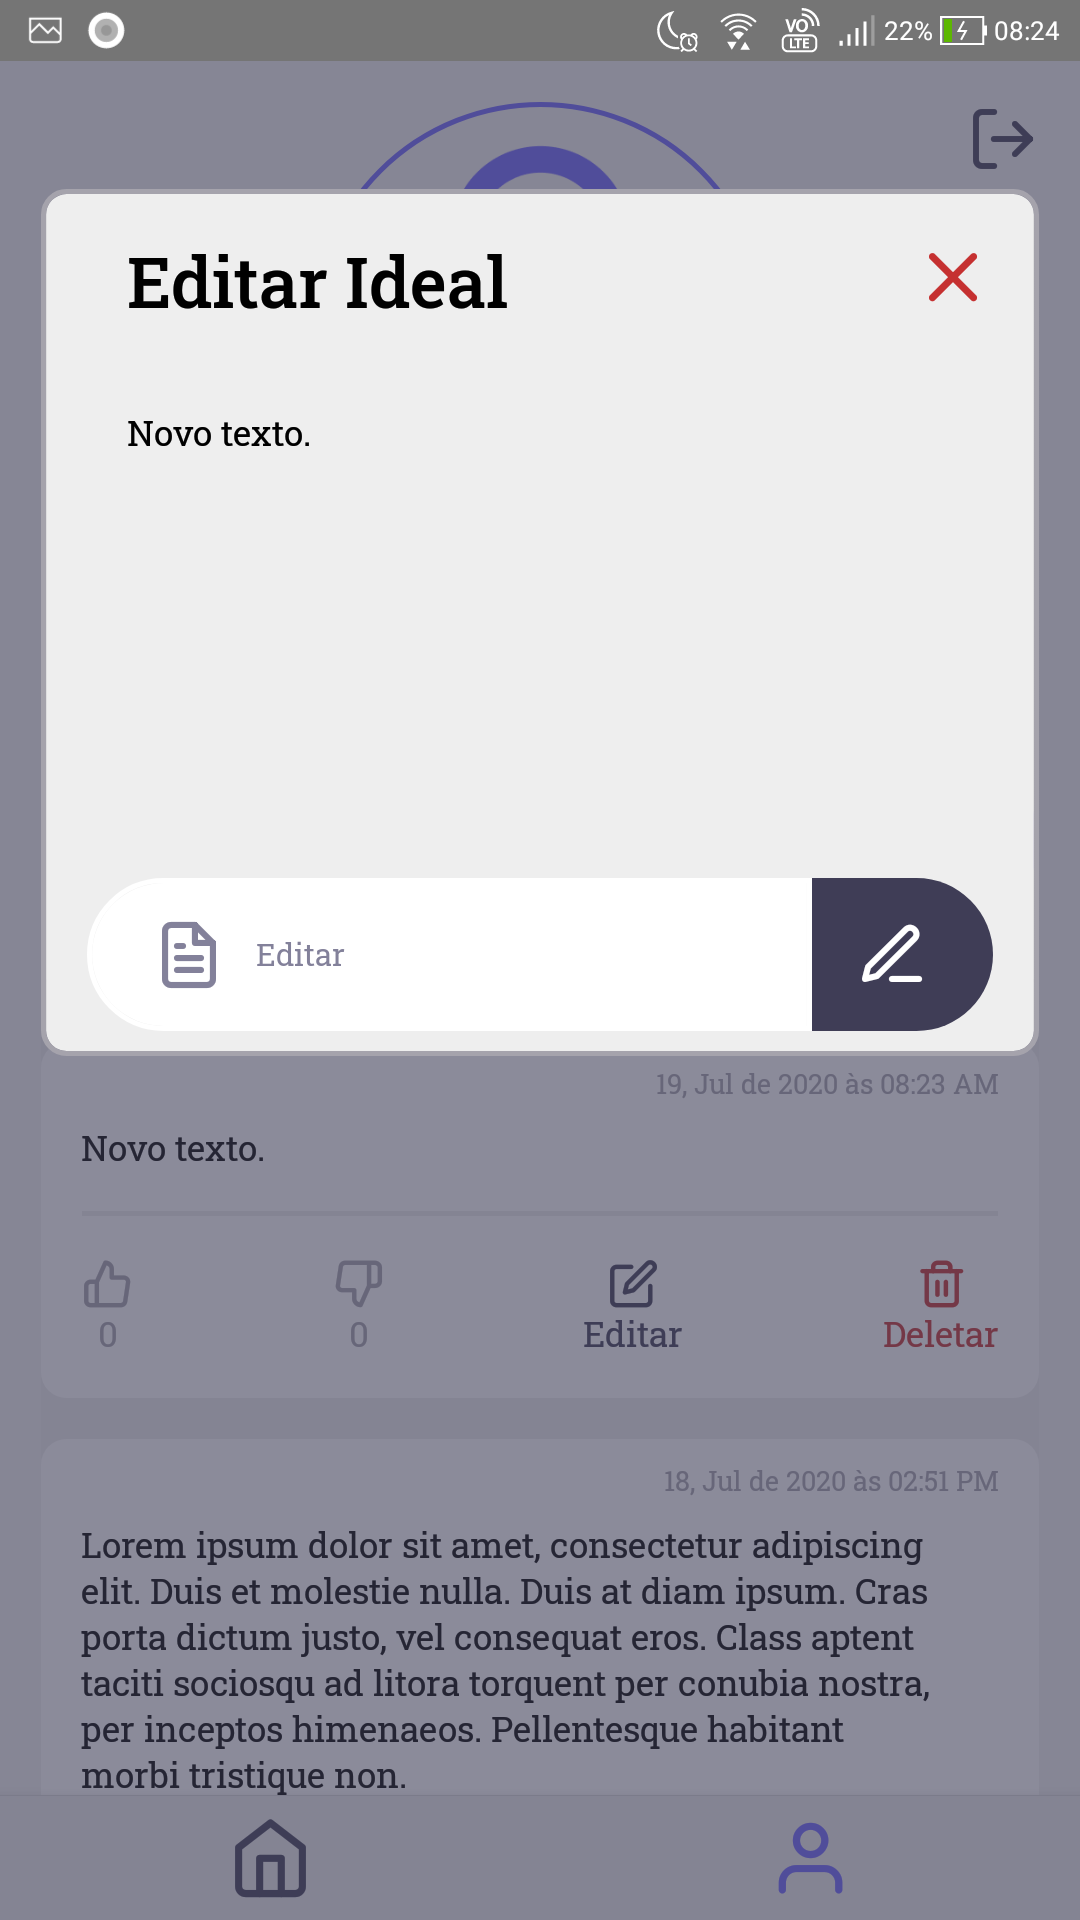 VO LTE 22% 08:24
Editar Ideal
Novo texto.
Editar
19, Jul de 2020 às 08:23 AM
Novo texto.
0 0 Editar Deletar
18, Jul de 2020 às 02:51 PM
Lorem ipsum dolor sit amet, consectetur adipiscing
elit. Duis et molestie nulla. Duis at diam ipsum. Cras
porta dictum justo, vel consequat eros. Class aptent
taciti sociosqu ad litora torquent per conubia nostra,
per inceptos himenaeos. Pellentesque habitant
morbi tristique non.